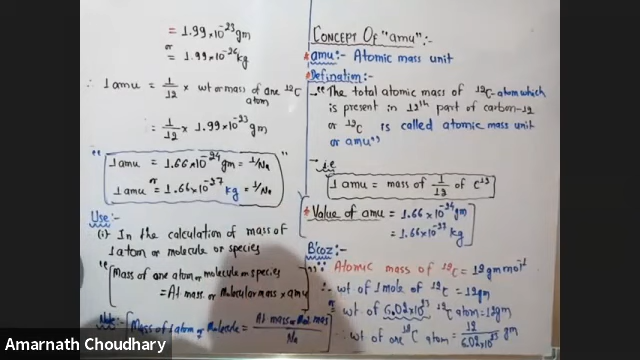 = 1.99×10⁻²³ gm
or
= 1.99×10⁻²⁶ kg
∴ 1 amu = 1/12 × wt or mass of one ¹²C atom
= 1/12 × 1.99×10⁻²³ gm
" 1 amu = 1.66×10⁻²⁴ gm = 1/Na "
or
1 amu = 1.66×10⁻²⁷ kg = 1/Na
Use:-
(i) In the calculation of mass of
1 atom or molecule or species
" Mass of one atom or molecule or species
= At mass or Molecular mass × amu "
Mass of 1 atom or Molecule = At mass or Mol mass / Na
CONCEPT OF "amu":-
* amu:- Atomic mass unit
* Defination:-
→ " The total atomic mass of ¹²C-atom which
is present in 12th part of carbon-12
or ¹²C is called atomic mass unit
or amu "
→ i.e
1 amu = mass of 1/12 of C¹²
* Value of amu = 1.66×10⁻²⁴ gm
= 1.66×10⁻²⁷ kg
B'coz:-
∵ Atomic mass of ¹²C = 12 gm mol⁻¹
∴ wt of 1 mole of ¹²C = 12 gm
or wt of 6.02×10²³ ¹²C atom = 12 gm
∴ wt of one ¹²C atom = 12 / 6.02×10²³ gm
Amarnath Choudhary